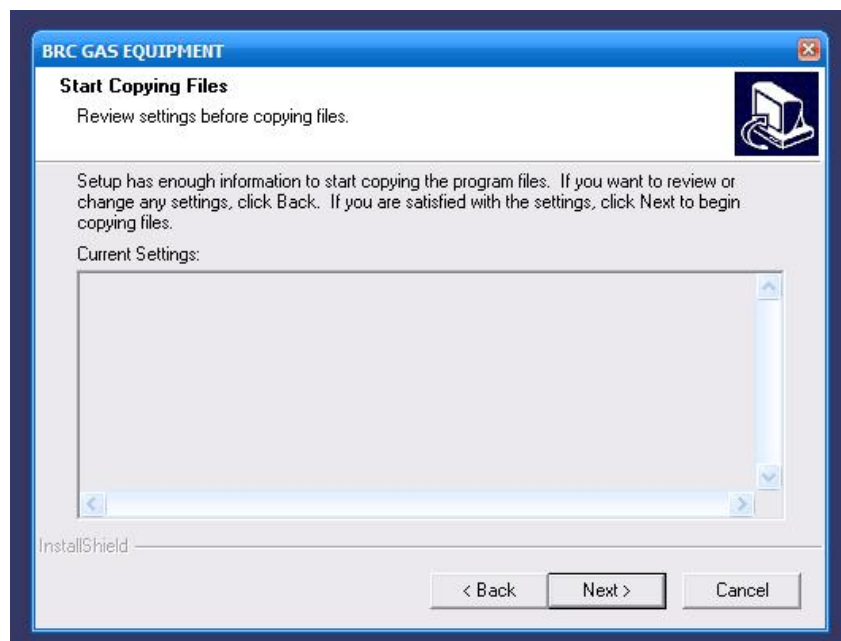 BRC GAS EQUIPMENT
Start Copying Files
Review settings before copying files.
Setup has enough information to start copying the program files.  If you want to review or
change any settings, click Back.  If you are satisfied with the settings, click Next to begin
copying files.
Current Settings:
InstallShield
< Back
Next >
Cancel